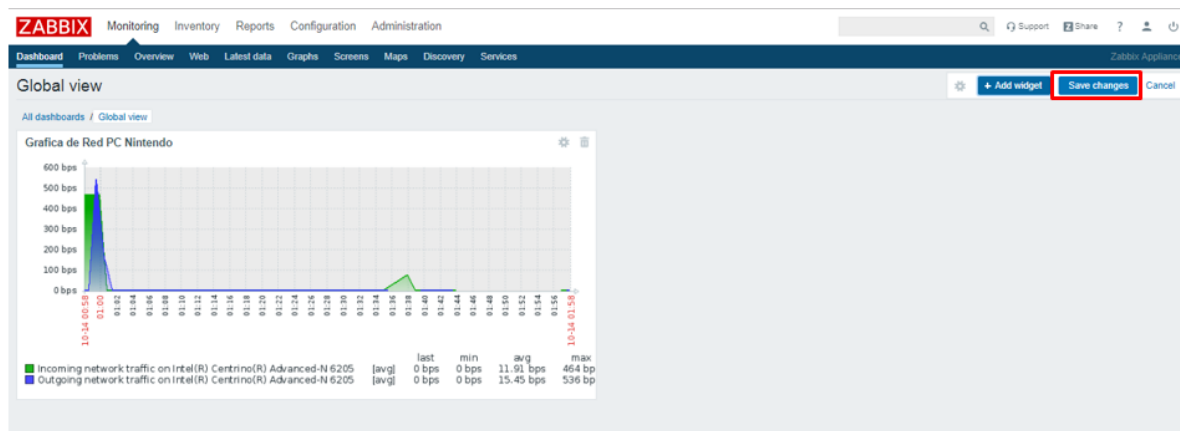 ZABBIX Monitoring Inventory Reports Configuration Administration Support Z Share ?
Dashboard Problems Overview Web Latest data Graphs Screens Maps Discovery Services Zabbix Appliance
Global view + Add widget Save changes Cancel
All dashboards / Global view
Grafica de Red PC Nintendo
600 bps
500 bps
400 bps
300 bps
200 bps
100 bps
0 bps
10-14 00:58 01:00 01:02 01:04 01:06 01:08 01:10 01:12 01:14 01:16 01:18 01:20 01:22 01:24 01:26 01:28 01:30 01:32 01:34 01:36 01:38 01:40 01:42 01:44 01:46 01:48 01:50 01:52 01:54 01:56 10-14 01:58
last min avg max
Incoming network traffic on Intel(R) Centrino(R) Advanced-N 6205 [avg] 0 bps 0 bps 11.91 bps 464 bp
Outgoing network traffic on Intel(R) Centrino(R) Advanced-N 6205 [avg] 0 bps 0 bps 15.45 bps 536 bp